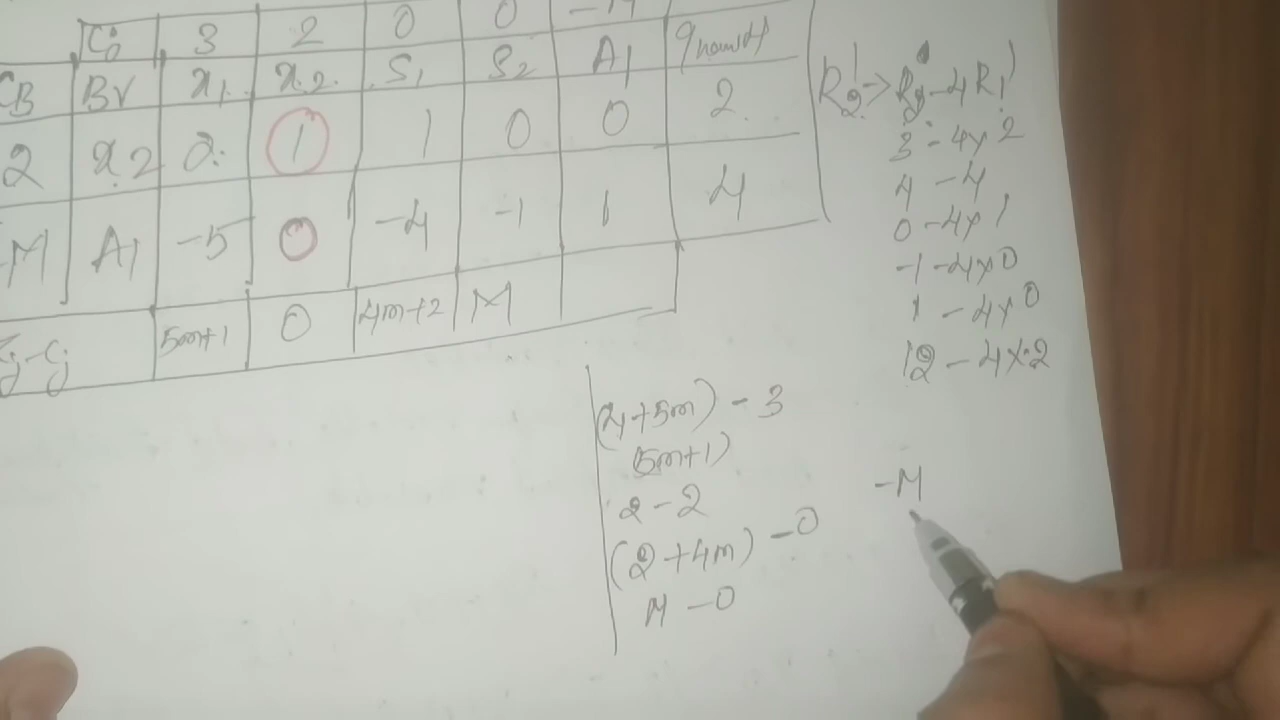 Cj 3 2 0 0 -M
CB BV x1 x2 S1 S2 A1
2 x2 2 1 1 0 0 2
-M A1 -5 0 -4 -1 1 4
Zj-Cj 5m+1 0 4m+2 M
R2' -> R2 - 4R1'
3 - 4x2
4 - 4
0 - 4x1
-1 - 4x0
1 - 4x0
12 - 4x2
(4+5m) - 3
(5m+1)
2 - 2
(2+4m) - 0
M - 0
-M